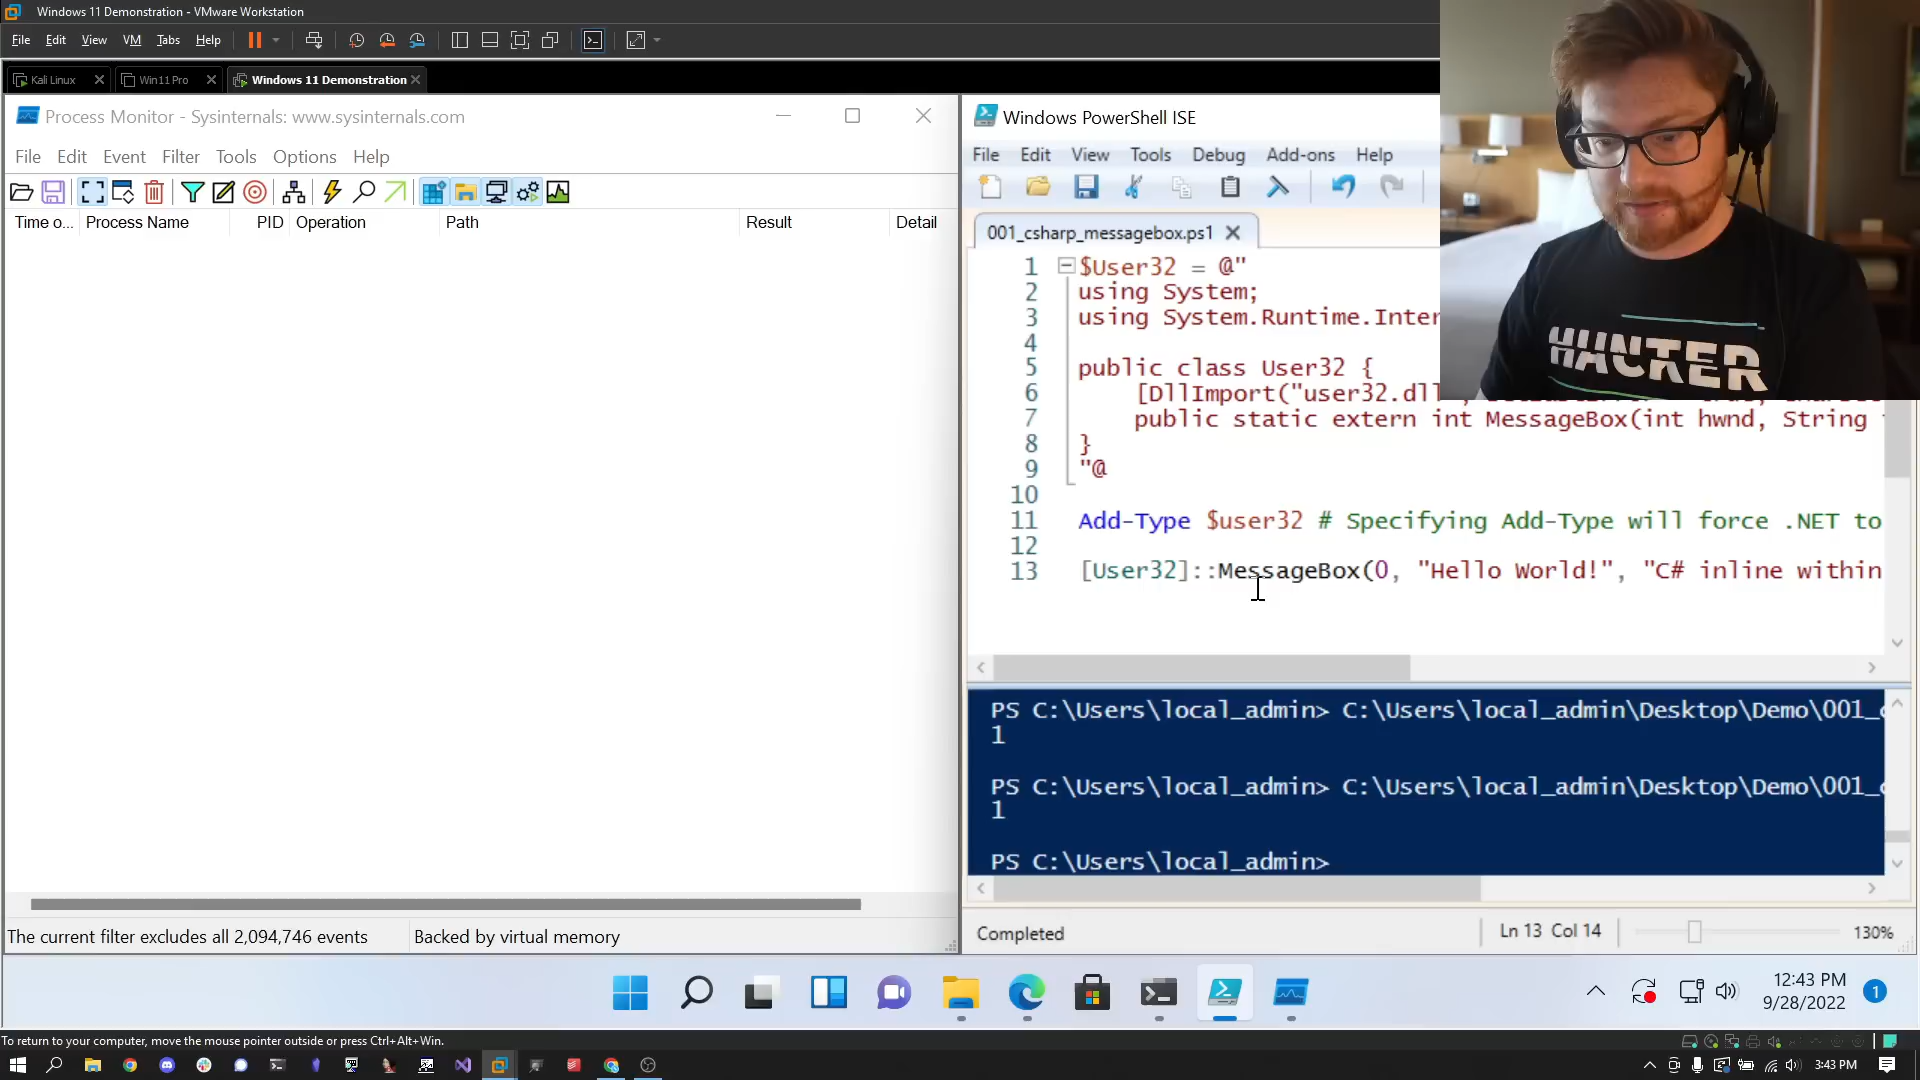 Windows 11 Demonstration - VMware Workstation
File Edit View VM Tabs Help
Kali Linux
Win11 Pro
Windows 11 Demonstration
Process Monitor - Sysinternals: www.sysinternals.com
File Edit Event Filter Tools Options Help
Time o... Process Name PID Operation Path Result Detail
The current filter excludes all 2,094,746 events
Backed by virtual memory
Windows PowerShell ISE
File Edit View Tools Debug Add-ons Help
001_csharp_messagebox.ps1
1 $User32 = @"
2 using System;
3 using System.Runtime.Inter
4
5 public class User32 {
6 [DllImport("user32.dll
7 public static extern int MessageBox(int hwnd, String
8 }
9 "@
10
11 Add-Type $user32 # Specifying Add-Type will force .NET to
12
13 [User32]::MessageBox(0, "Hello World!", "C# inline within
PS C:\Users\local_admin> C:\Users\local_admin\Desktop\Demo\001_
1
PS C:\Users\local_admin> C:\Users\local_admin\Desktop\Demo\001_
1
PS C:\Users\local_admin>
Completed
Ln 13 Col 14
130%
HACKER
12:43 PM
9/28/2022
1
To return to your computer, move the mouse pointer outside or press Ctrl+Alt+Win.
3:43 PM